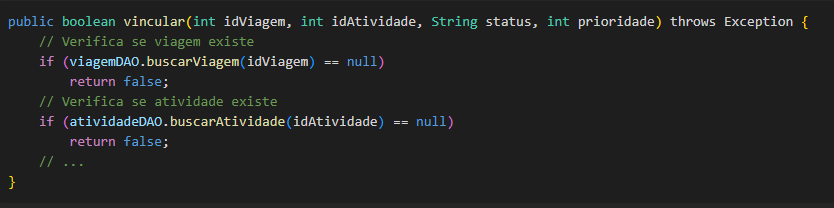 public boolean vincular(int idViagem, int idAtividade, String status, int prioridade) throws Exception {
    // Verifica se viagem existe
    if (viagemDAO.buscarViagem(idViagem) == null)
        return false;
    // Verifica se atividade existe
    if (atividadeDAO.buscarAtividade(idAtividade) == null)
        return false;
    // ...
}